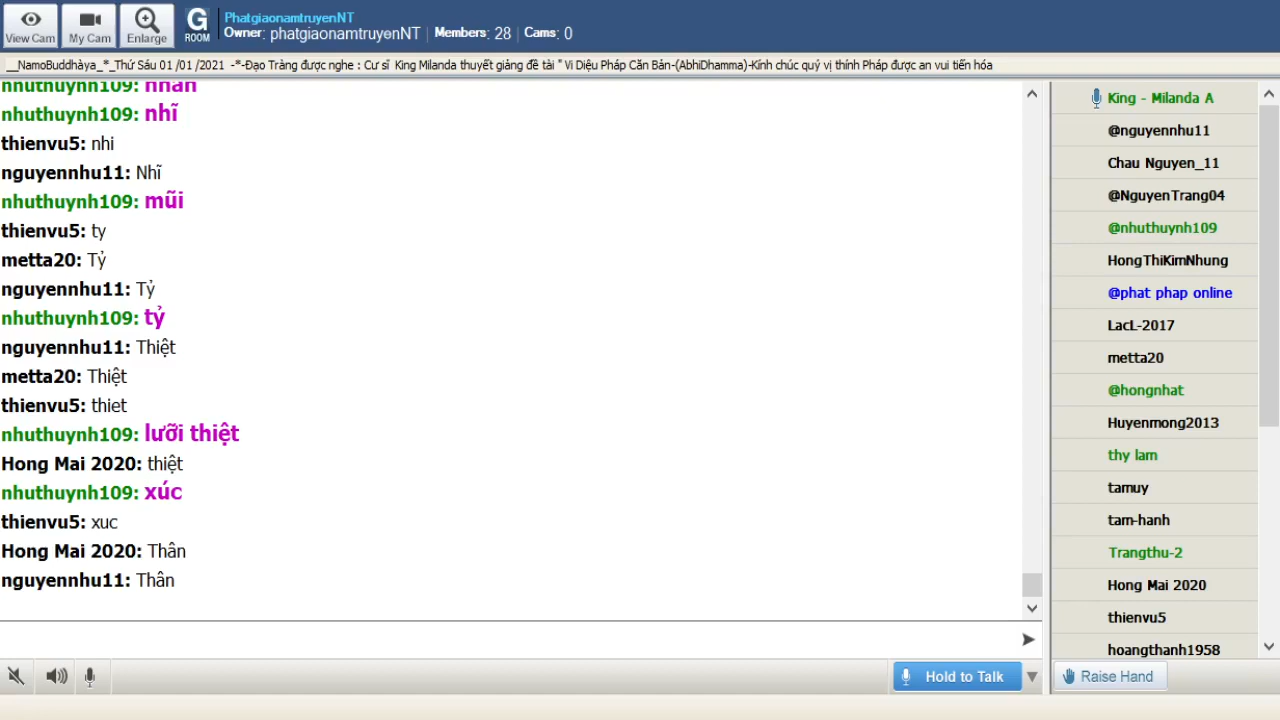 View Cam
My Cam
Enlarge
G
ROOM
PhatgiaonamtruyenNT
Owner: phatgiaonamtruyenNT | Members: 28 | Cams: 0
__NamoBuddhàya_*_Thứ Sáu 01 /01 /2021 -*-Đạo Tràng được nghe : Cư sĩ King Milanda thuyết giảng đề tài " Vi Diệu Pháp Căn Bản-(AbhiDhamma)-Kính chúc quý vị thính Pháp được an vui tiến hóa
nhuthuynh109: nhãn
nhuthuynh109: nhĩ
thienvu5: nhi
nguyennhu11: Nhĩ
nhuthuynh109: mũi
thienvu5: ty
metta20: Tỷ
nguyennhu11: Tỷ
nhuthuynh109: tỷ
nguyennhu11: Thiệt
metta20: Thiệt
thienvu5: thiet
nhuthuynh109: lưỡi thiệt
Hong Mai 2020: thiệt
nhuthuynh109: xúc
thienvu5: xuc
Hong Mai 2020: Thân
nguyennhu11: Thân
King - Milanda A
@nguyennhu11
Chau Nguyen_11
@NguyenTrang04
@nhuthuynh109
HongThiKimNhung
@phat phap online
LacL-2017
metta20
@hongnhat
Huyenmong2013
thy lam
tamuy
tam-hanh
Trangthu-2
Hong Mai 2020
thienvu5
hoangthanh1958
Hold to Talk
Raise Hand